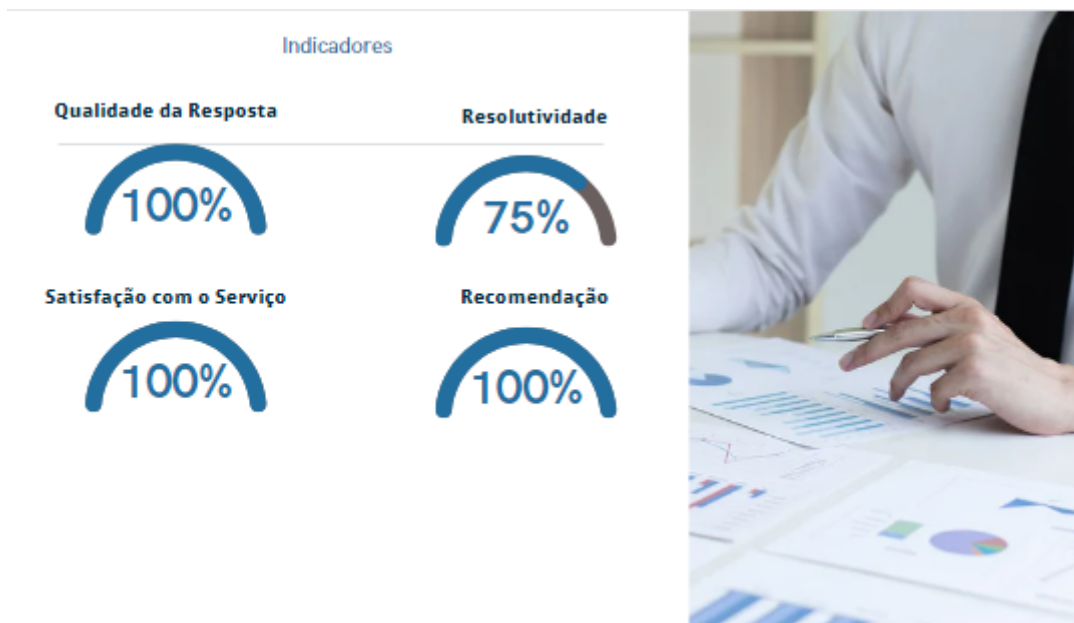 Indicadores
Qualidade da Resposta
Resolutividade
100%
75%
Satisfação com o Serviço
Recomendação
100%
100%